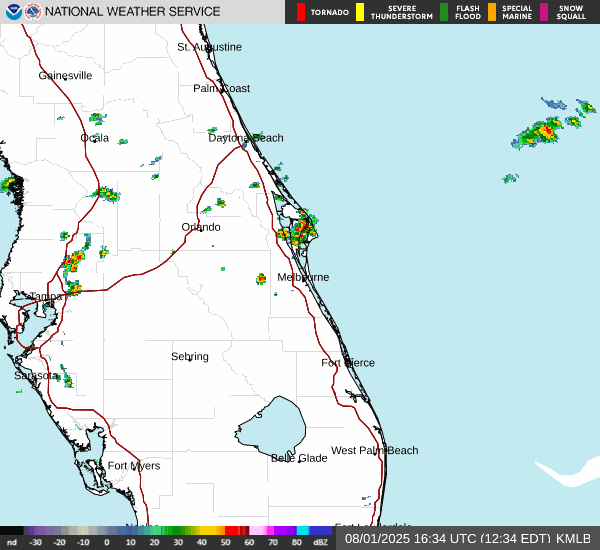 NATIONAL WEATHER SERVICE
TORNADO
SEVERE THUNDERSTORM
FLASH FLOOD
SPECIAL MARINE
SNOW SQUALL
St. Augustine
Gainesville
Palm Coast
Ocala
Daytona Beach
Orlando
Melbourne
Tampa
Sebring
Fort Pierce
Sarasota
West Palm Beach
Belle Glade
Fort Myers
nd -30 -20 -10 0 10 20 30 40 50 60 70 80 dBZ
08/01/2025 16:34 UTC (12:34 EDT) KMLB